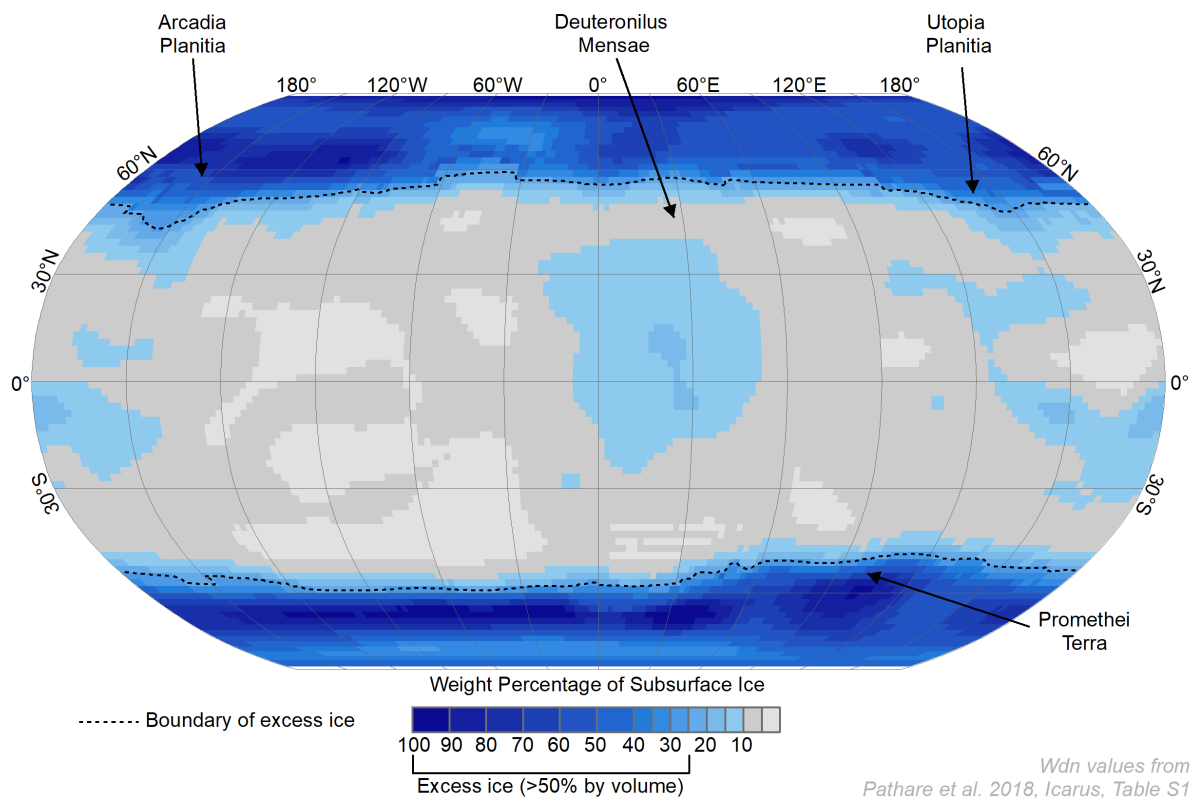 Arcadia
Planitia
Deuteronilus
Mensae
Utopia
Planitia
180° 120°W 60°W 0° 60°E 120°E 180°
60°N
60°N
30°N
30°N
0°
0°
30°S
30°S
Promethei
Terra
Weight Percentage of Subsurface Ice
Boundary of excess ice
100 90 80 70 60 50 40 30 20 10
Excess ice (>50% by volume)
Wdn values from
Pathare et al. 2018, Icarus, Table S1